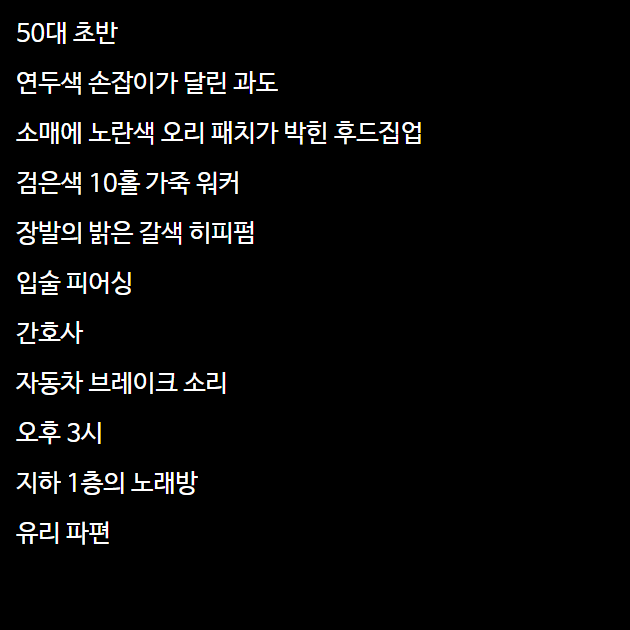 50대 초반
연두색 손잡이가 달린 과도
소매에 노란색 오리 패치가 박힌 후드집업
검은색 10홀 가죽 워커
장발의 밝은 갈색 히피펌
입술 피어싱
간호사
자동차 브레이크 소리
오후 3시
지하 1층의 노래방
유리 파편